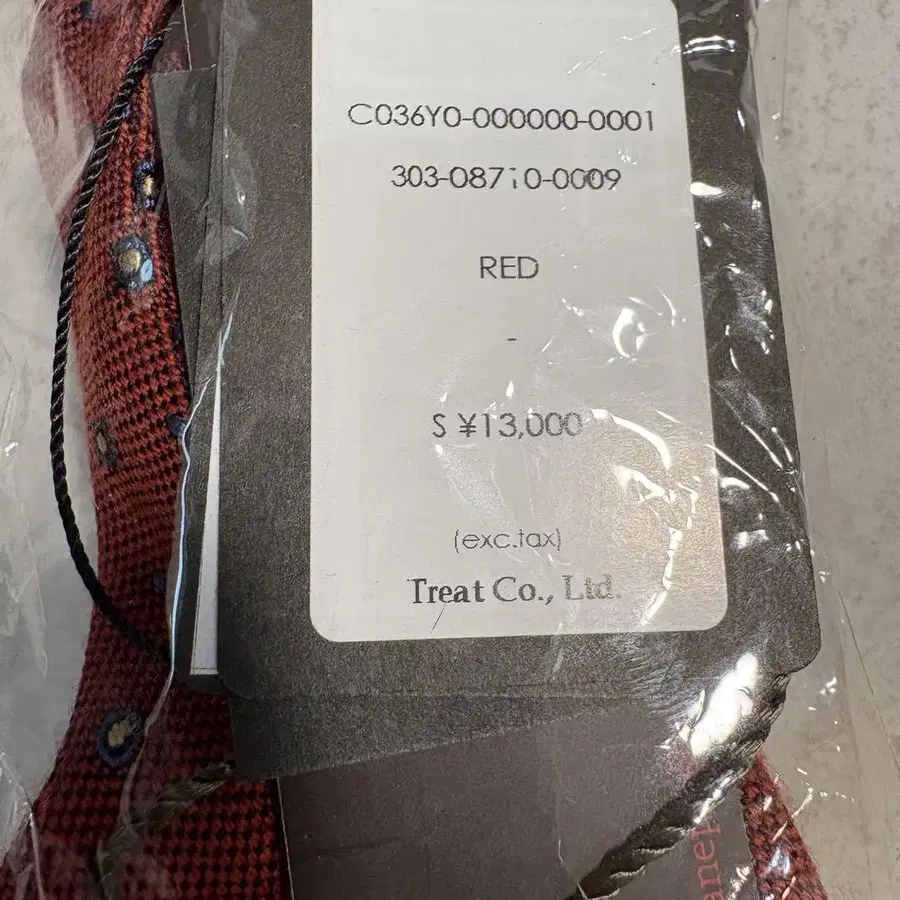 C036Y0-000000-0001
303-08710-0009
RED
-
S ¥13,000
(exc.tax)
Treat Co., Ltd.